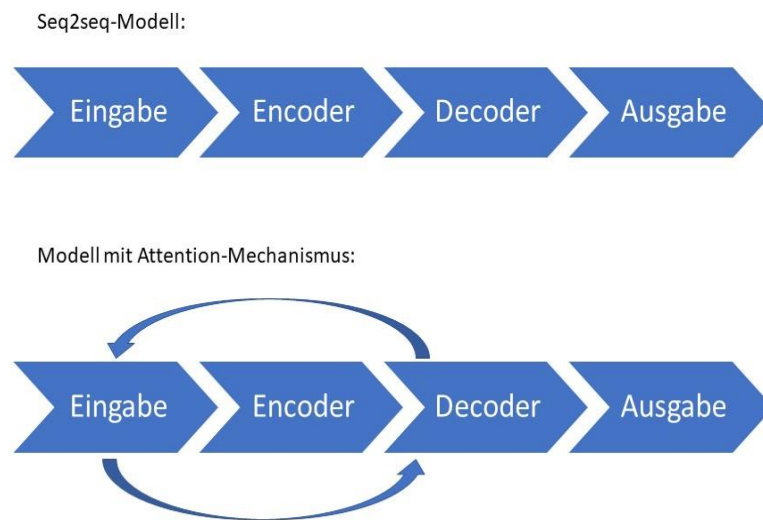 Seq2seq-Modell:
Eingabe Encoder Decoder Ausgabe
Modell mit Attention-Mechanismus:
Eingabe Encoder Decoder Ausgabe